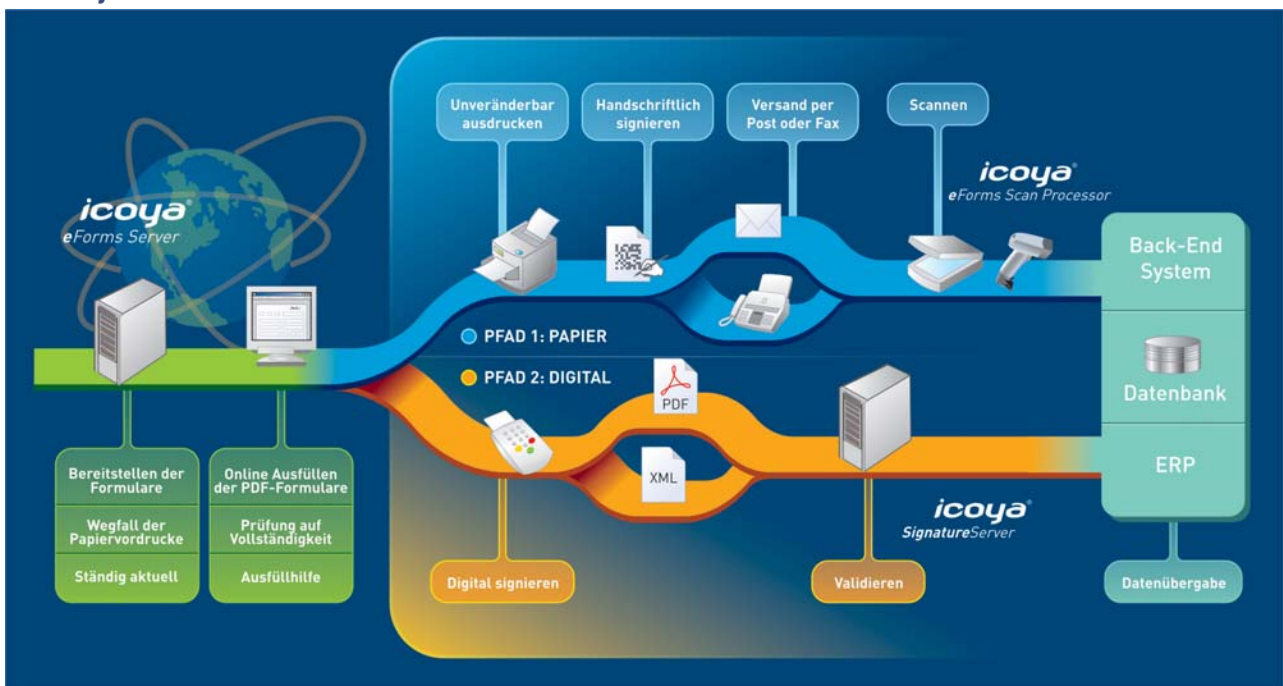 Unveränderbar
ausdrucken
Handschriftlich
signieren
Versand per
Post oder Fax
Scannen
icoya®
eForms Scan Processor
icoya®
eForms Server
Back-End
System
Datenbank
ERP
PFAD 1: PAPIER
PFAD 2: DIGITAL
PDF
XML
Bereitstellen der
Formulare
Wegfall der
Papiervordrucke
Ständig aktuell
Online Ausfüllen
der PDF-Formulare
Prüfung auf
Vollständigkeit
Ausfüllhilfe
icoya®
SignatureServer
Digital signieren
Validieren
Datenübergabe